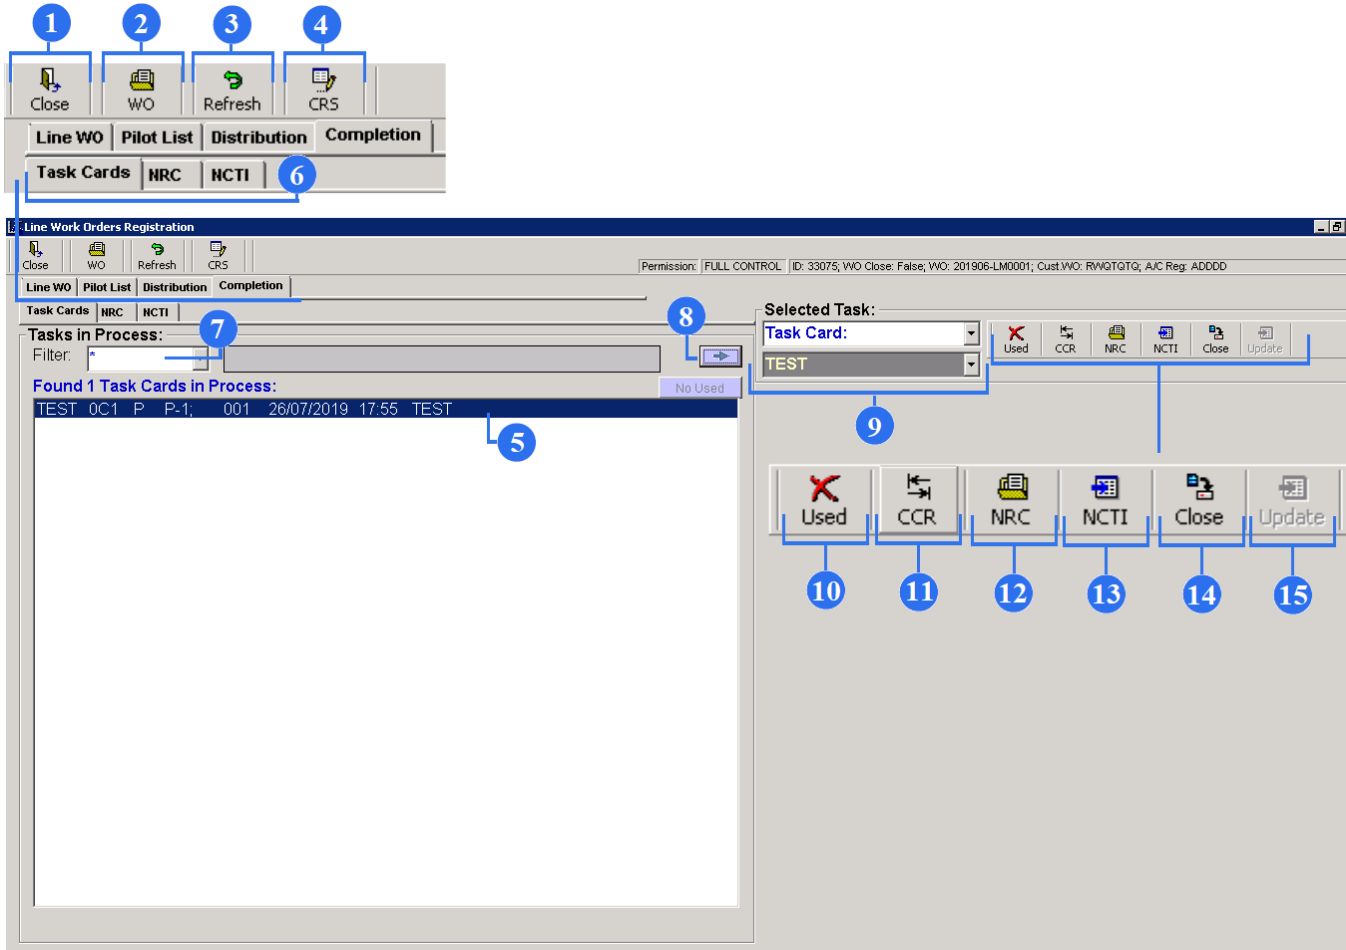 1 2 3 4
Close WO Refresh CRS
Line WO Pilot List Distribution Completion
Task Cards NRC NCTI 6
Line Work Orders Registration
Close WO Refresh CRS
Permission: FULL CONTROL ID: 33075; WO Close: False; WO: 201906-LM0001; Cust.WO: RWQTQTQ; A/C Reg: ADDDD
Line WO Pilot List Distribution Completion
Task Cards NRC NCTI
7 8
Selected Task:
Tasks in Process:
Task Card:
Used CCR NRC NCTI Close Update
Filter: *
TEST
Found 1 Task Cards in Process:
No Used
TEST 0C1 P P-1; 001 26/07/2019 17:55 TEST
9
5
Used CCR NRC NCTI Close Update
10 11 12 13 14 15